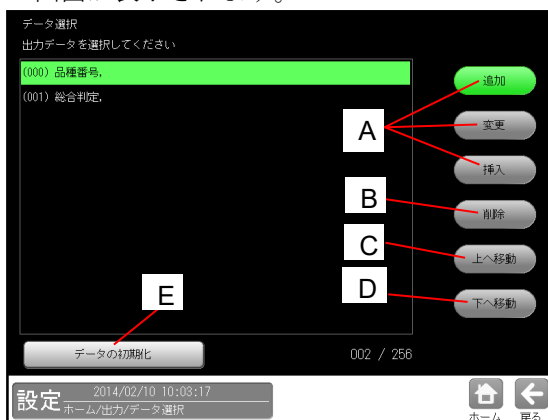 データ選択
出力データを選択してください
(000) 品種番号,
(001) 総合判定,
追加
変更
挿入
削除
上へ移動
下へ移動
A
B
C
D
E
データの初期化
002 / 256
設定
2014/02/10 10:03:17
ホーム/出力/データ選択
ホーム
戻る